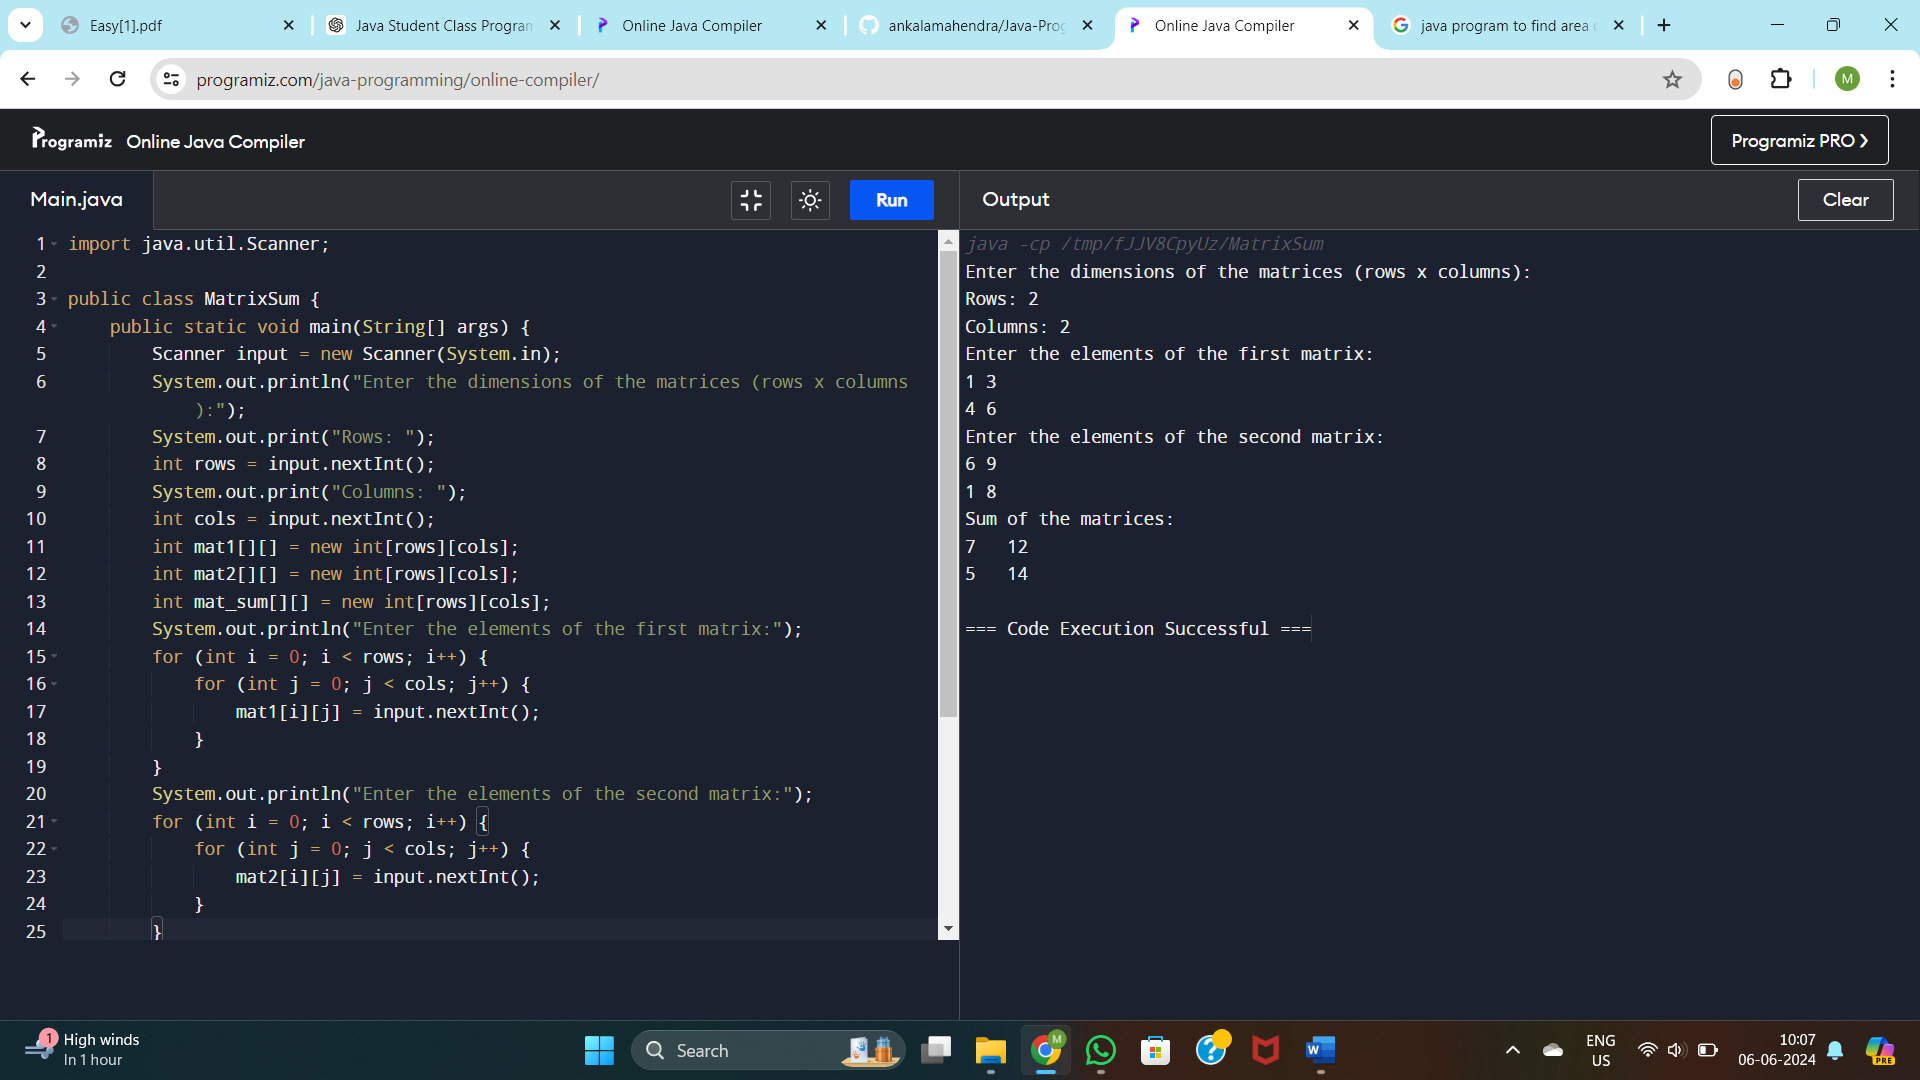 Easy[1].pdf
Java Student Class Program
Online Java Compiler
ankalamahendra/Java-Prog
Online Java Compiler
java program to find area
programiz.com/java-programming/online-compiler/
M
Programiz
Online Java Compiler
Programiz PRO
Main.java
Run
Output
Clear
1 import java.util.Scanner;
2
3 public class MatrixSum {
4 public static void main(String[] args) {
5 Scanner input = new Scanner(System.in);
6 System.out.println("Enter the dimensions of the matrices (rows x columns
):");
7 System.out.print("Rows: ");
8 int rows = input.nextInt();
9 System.out.print("Columns: ");
10 int cols = input.nextInt();
11 int mat1[][] = new int[rows][cols];
12 int mat2[][] = new int[rows][cols];
13 int mat_sum[][] = new int[rows][cols];
14 System.out.println("Enter the elements of the first matrix:");
15 for (int i = 0; i < rows; i++) {
16 for (int j = 0; j < cols; j++) {
17 mat1[i][j] = input.nextInt();
18 }
19 }
20 System.out.println("Enter the elements of the second matrix:");
21 for (int i = 0; i < rows; i++) {
22 for (int j = 0; j < cols; j++) {
23 mat2[i][j] = input.nextInt();
24 }
25 }
java -cp /tmp/fJJV8CpyUz/MatrixSum
Enter the dimensions of the matrices (rows x columns):
Rows: 2
Columns: 2
Enter the elements of the first matrix:
1 3
4 6
Enter the elements of the second matrix:
6 9
1 8
Sum of the matrices:
7 12
5 14
=== Code Execution Successful ===
1
High winds
In 1 hour
Search
M
W
ENG
US
10:07
06-06-2024
PRE